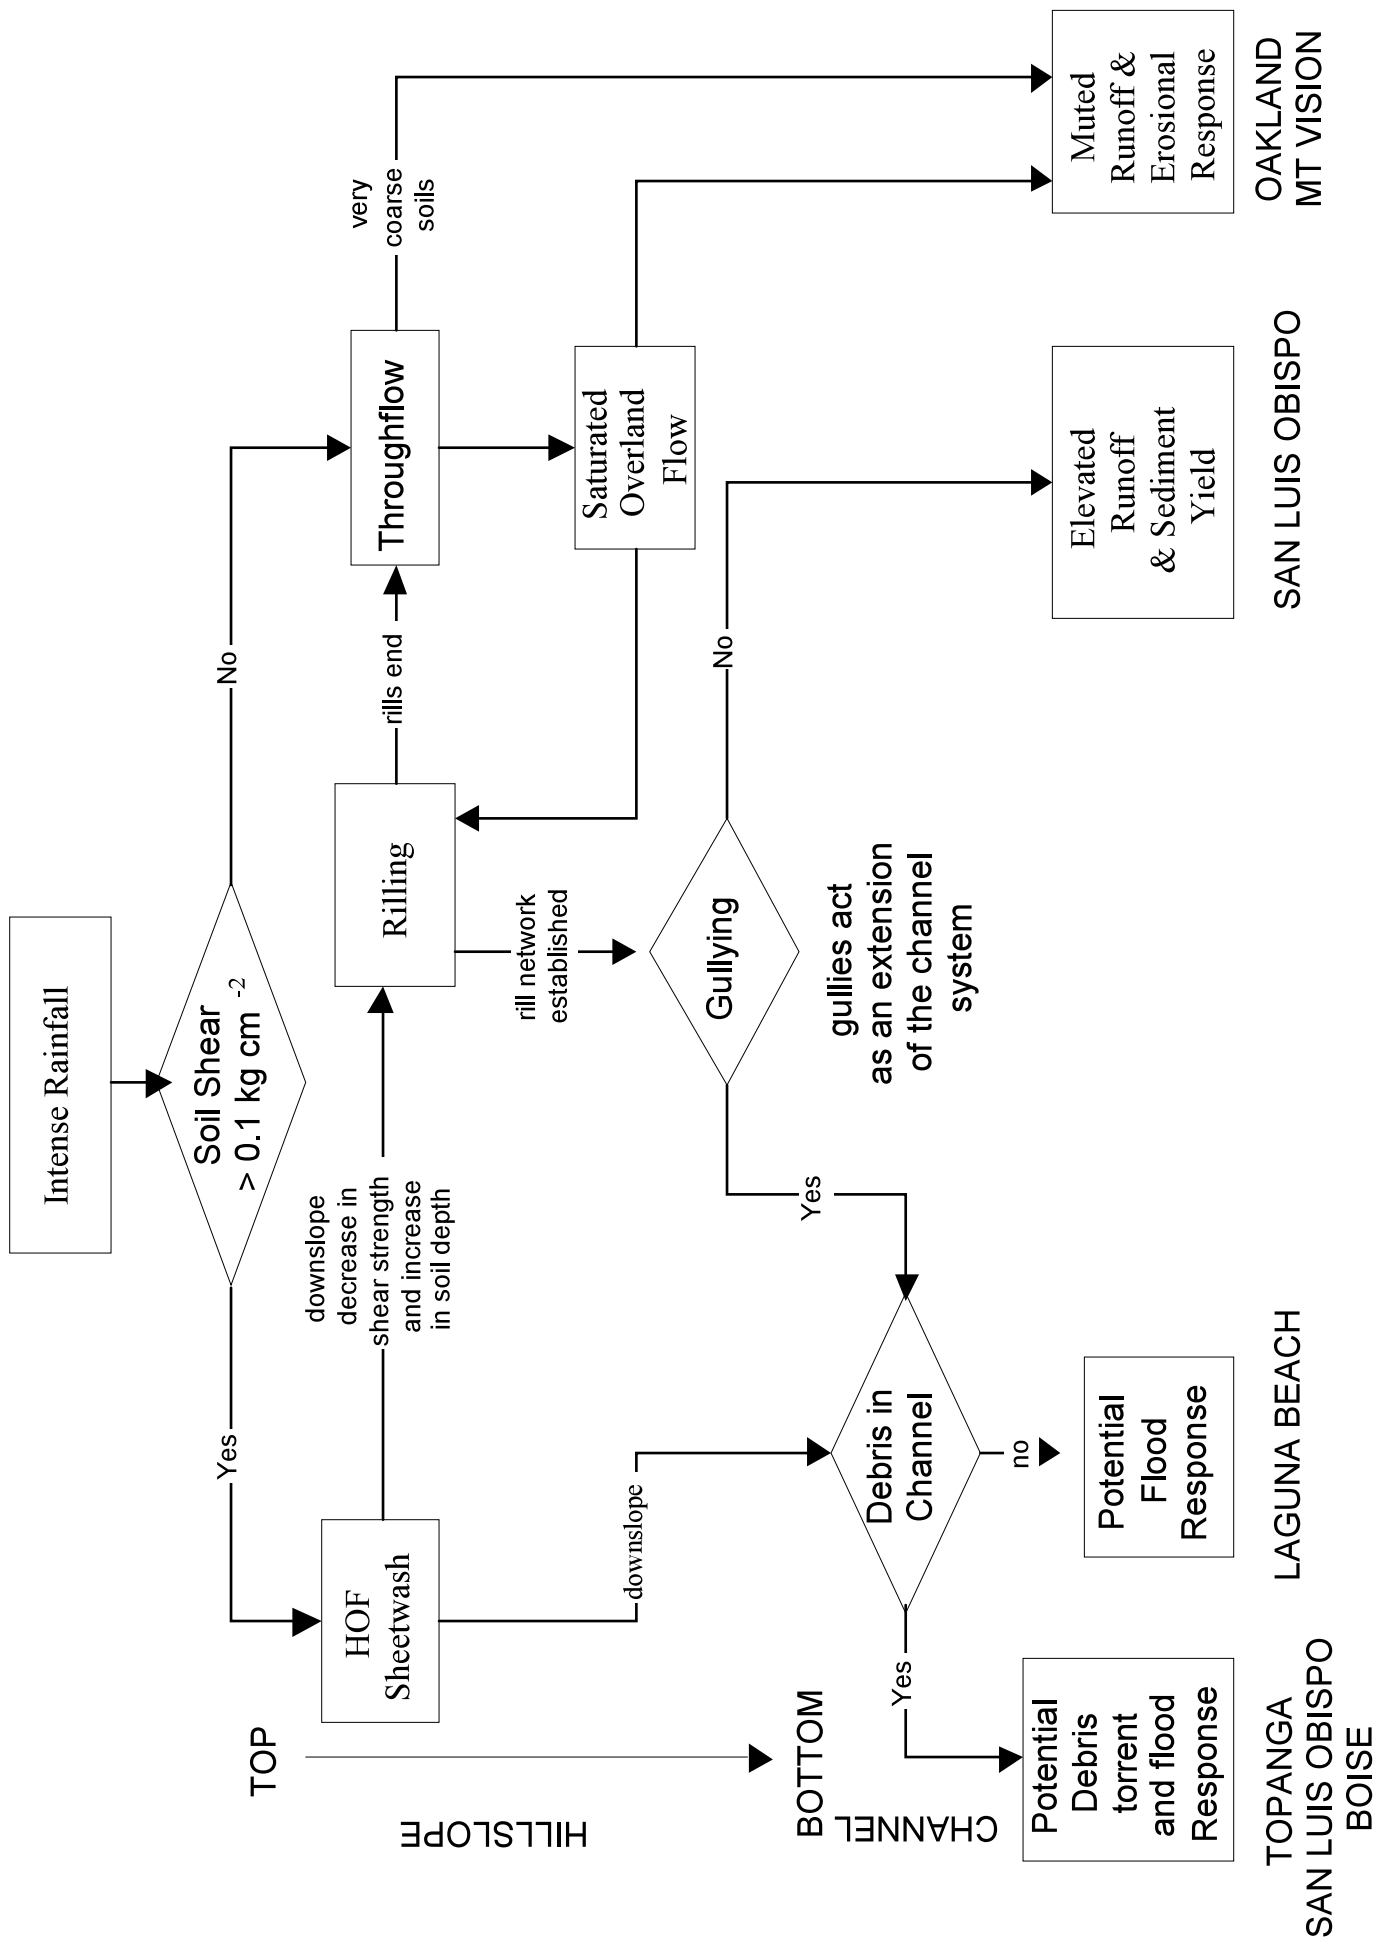 Intense Rainfall
Soil Shear
> 0.1 kg cm -2
Yes
No
TOP
HILLSLOPE
BOTTOM
CHANNEL
HOF
Sheetwash
downslope
decrease in
shear strength
and increase
in soil depth
Rilling
rills end
Throughflow
very
coarse
soils
rill network
established
Saturated
Overland
Flow
downslope
Gullying
Yes
No
gullies act
as an extension
of the channel
system
Debris in
Channel
Yes
no
Potential
Debris
torrent
and flood
Response
Potential
Flood
Response
Elevated
Runoff
& Sediment
Yield
Muted
Runoff &
Erosional
Response
TOPANGA
SAN LUIS OBISPO
BOISE
LAGUNA BEACH
SAN LUIS OBISPO
OAKLAND
MT VISION